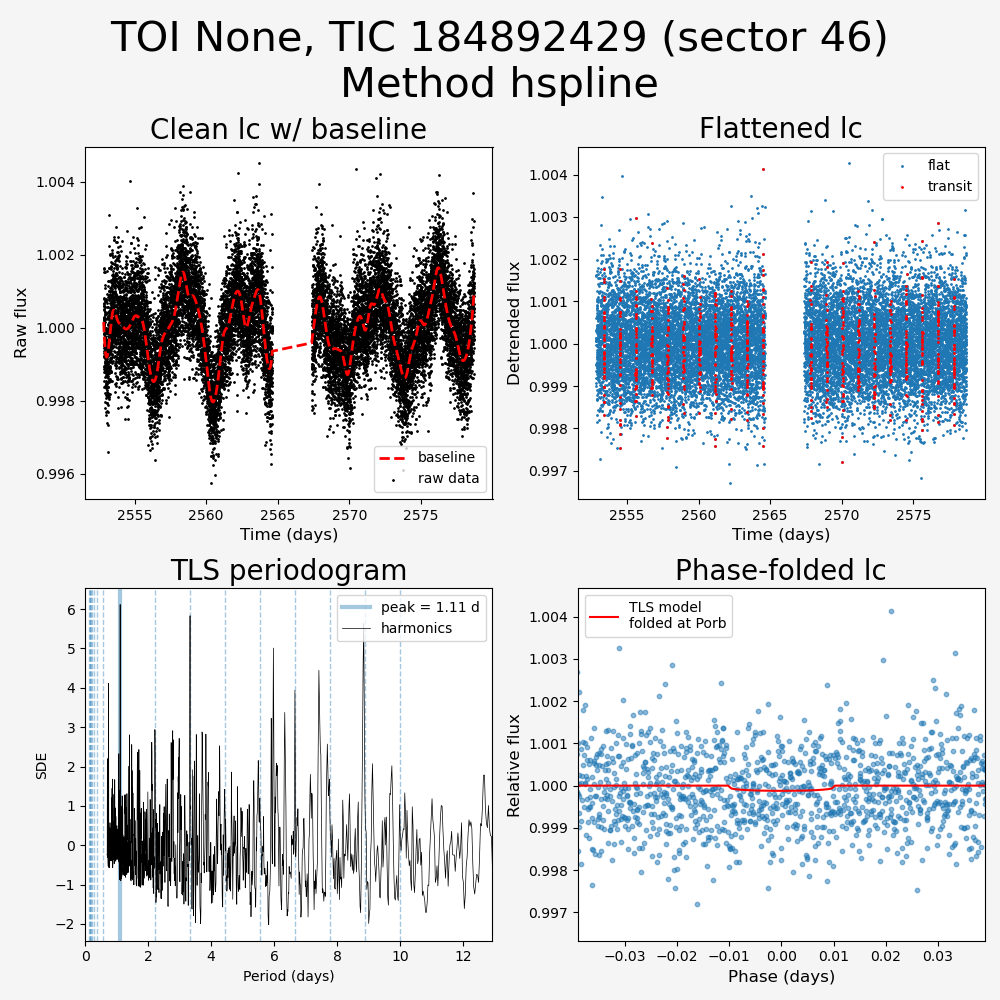 TOI None, TIC 184892429 (sector 46)
Method hspline
Clean lc w/ baseline
Raw flux
1.004
1.002
1.000
0.998
0.996
baseline
raw data
2555
2560
2565
2570
2575
Time (days)
Flattened lc
Detrended flux
1.004
1.003
1.002
1.001
1.000
0.999
0.998
0.997
flat
transit
2555
2560
2565
2570
2575
Time (days)
TLS periodogram
SDE
6
5
4
3
2
1
0
−1
−2
peak = 1.11 d
harmonics
0
2
4
6
8
10
12
Period (days)
Phase-folded lc
Relative flux
1.004
1.003
1.002
1.001
1.000
0.999
0.998
0.997
TLS model
folded at Porb
−0.03
−0.02
−0.01
0.00
0.01
0.02
0.03
Phase (days)